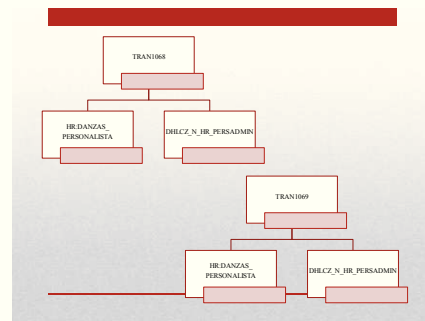 TRAN1068
HR:DANZAS_
PERSONALISTA
DHLCZ_N_HR_PERSADMIN
TRAN1069
HR:DANZAS_
PERSONALISTA
DHLCZ_N_HR_PERSADMIN